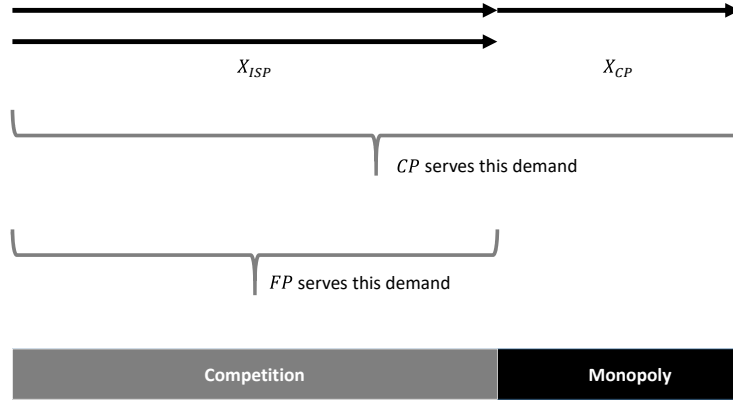 X_ISP X_CP
CP serves this demand
FP serves this demand
Competition Monopoly